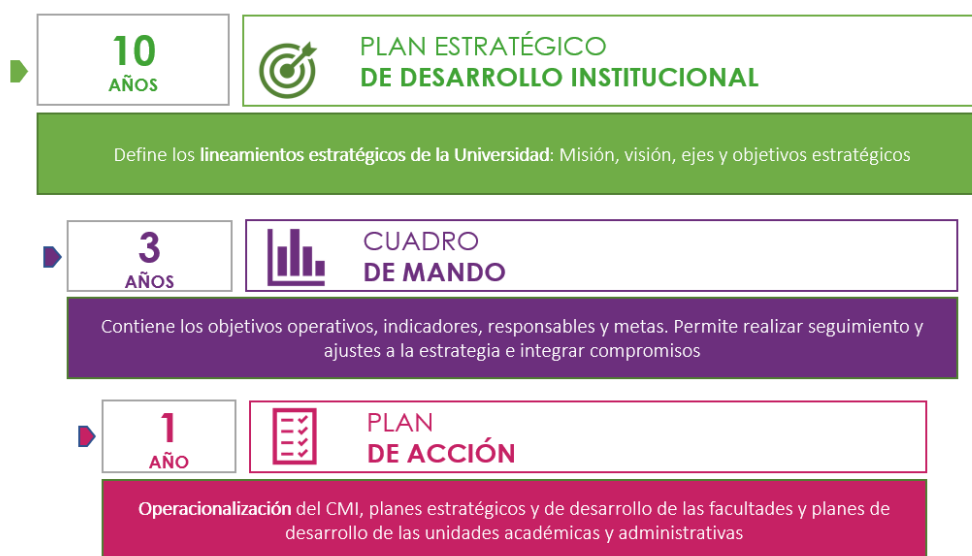 10
AÑOS
PLAN ESTRATÉGICO
DE DESARROLLO INSTITUCIONAL
Define los lineamientos estratégicos de la Universidad: Misión, visión, ejes y objetivos estratégicos
3
AÑOS
CUADRO
DE MANDO
Contiene los objetivos operativos, indicadores, responsables y metas. Permite realizar seguimiento y
ajustes a la estrategia e integrar compromisos
1
AÑO
PLAN
DE ACCIÓN
Operacionalización del CMI, planes estratégicos y de desarrollo de las facultades y planes de
desarrollo de las unidades académicas y administrativas